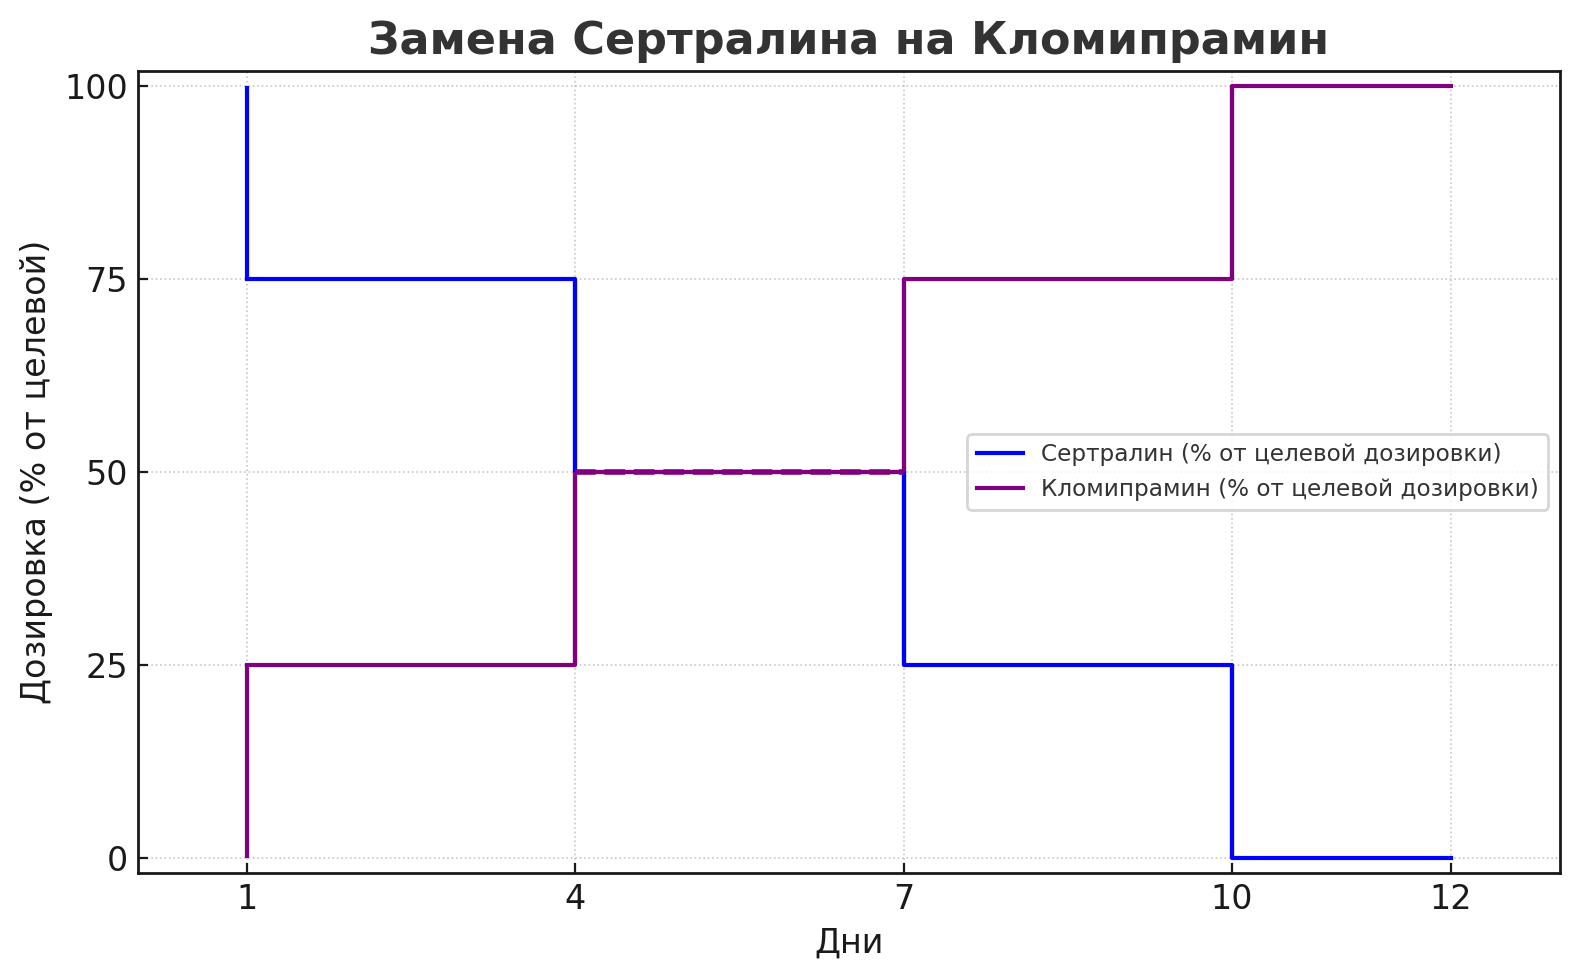 Замена Сертралина на Кломипрамин
Дозировка (% от целевой)
100
75
50
25
0
Сертралин (% от целевой дозировки)
Кломипрамин (% от целевой дозировки)
1 4 7 10 12
Дни